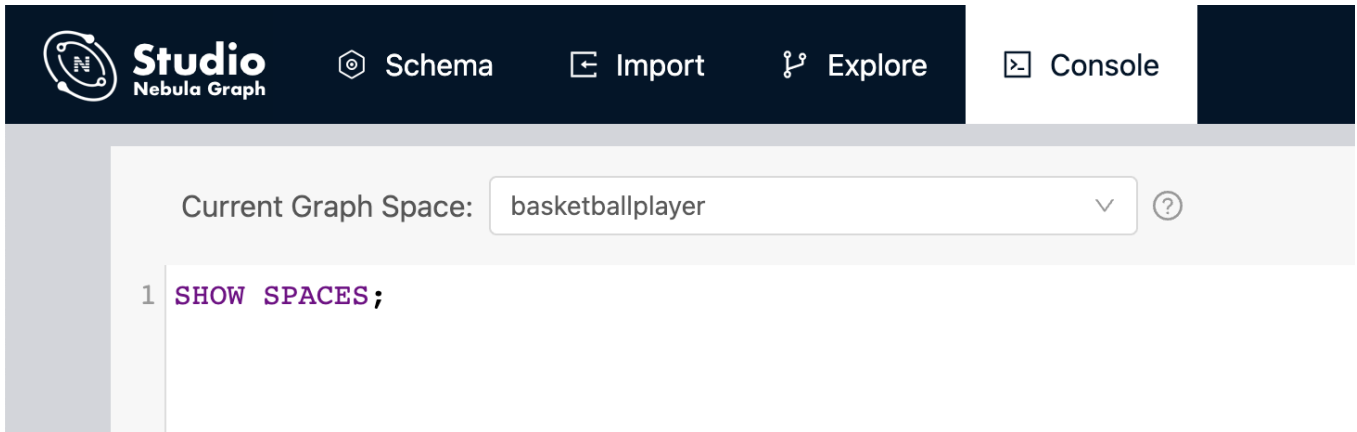 Studio
Nebula Graph
N
Schema
Import
Explore
Console
Current Graph Space: basketballplayer ?
1 SHOW SPACES;